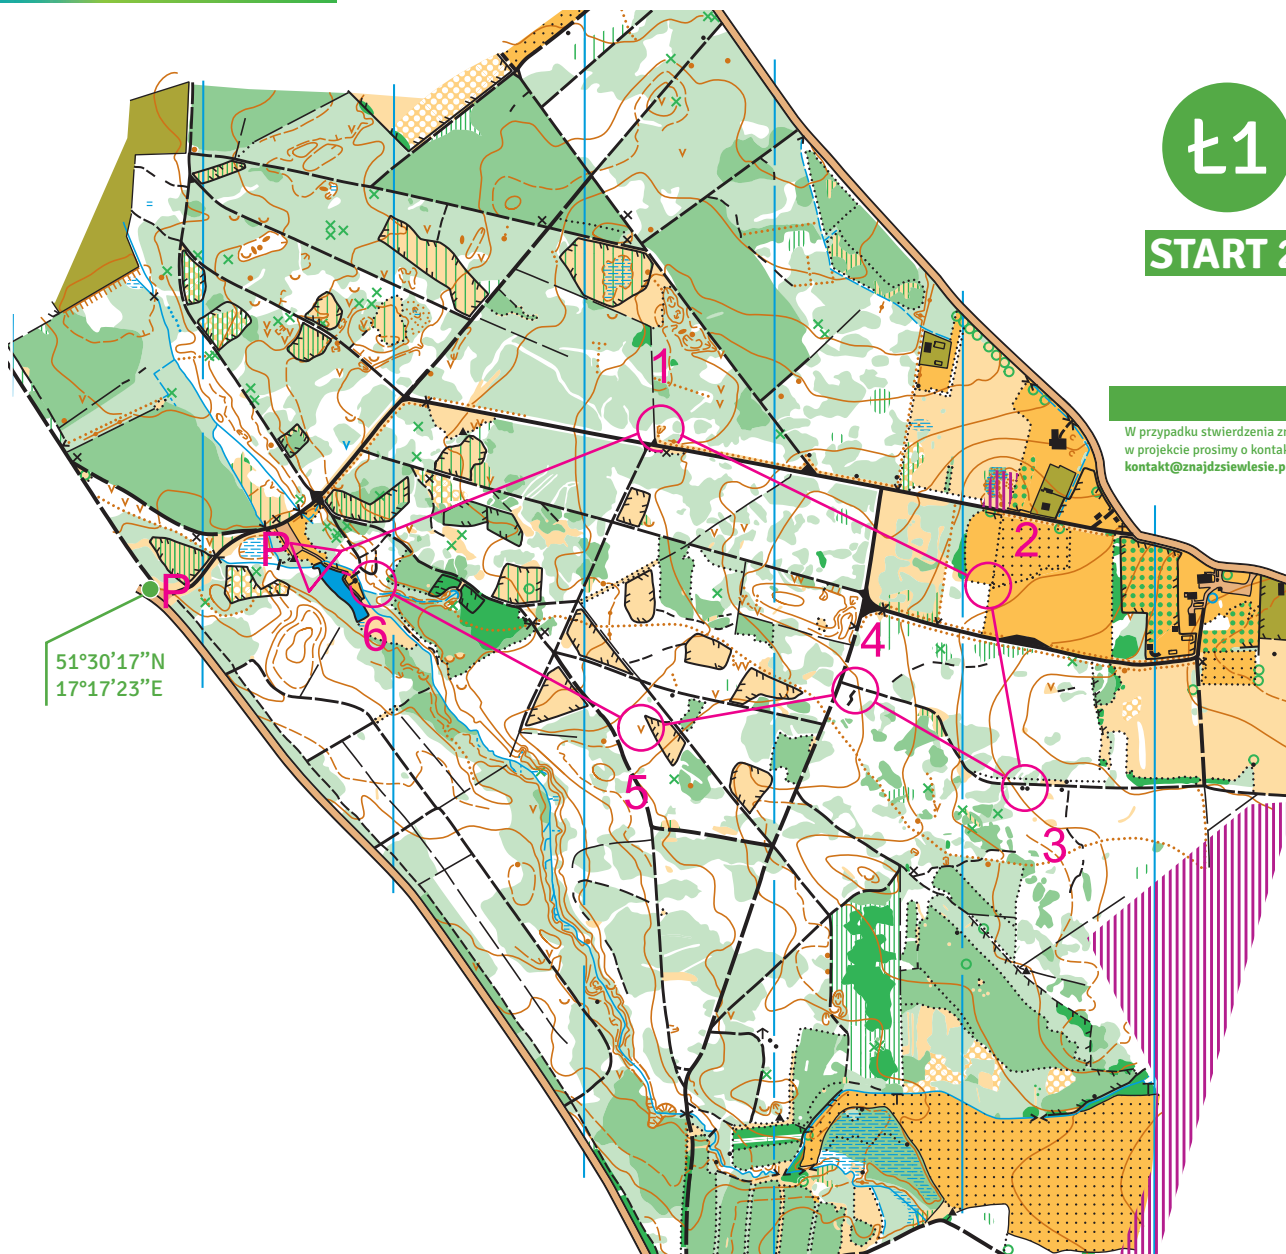 Ł1
START 2
W przypadku stwierdzenia
w projekcie prosimy o
kontakt@znajdzsiewlesie.p
1
2
P
P
6
4
51°30'17"N
17°17'23"E
5
3